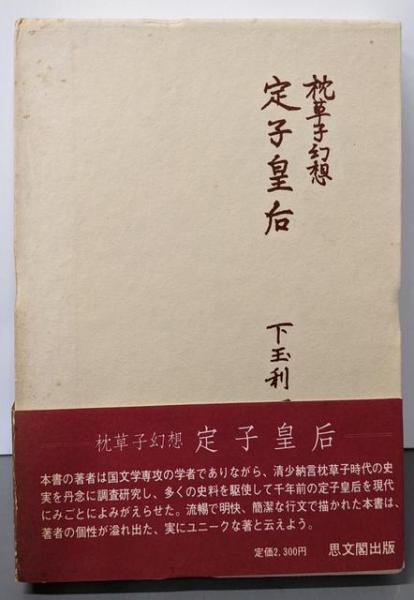 枕草子幻想
定子皇后
下玉利
枕草子幻想 定子皇后
本書の著者は国文学専攻の学者でありながら、清少納言枕草子時代の史
実を丹念に調査研究し、多くの史料を駆使して千年前の定子皇后を現代
にみごとによみがえらせた。流暢で明快、簡潔な行文で描かれた本書は、
著者の個性が溢れ出た、実にユニークな著と云えよう。
定価2,300円 思文閣出版